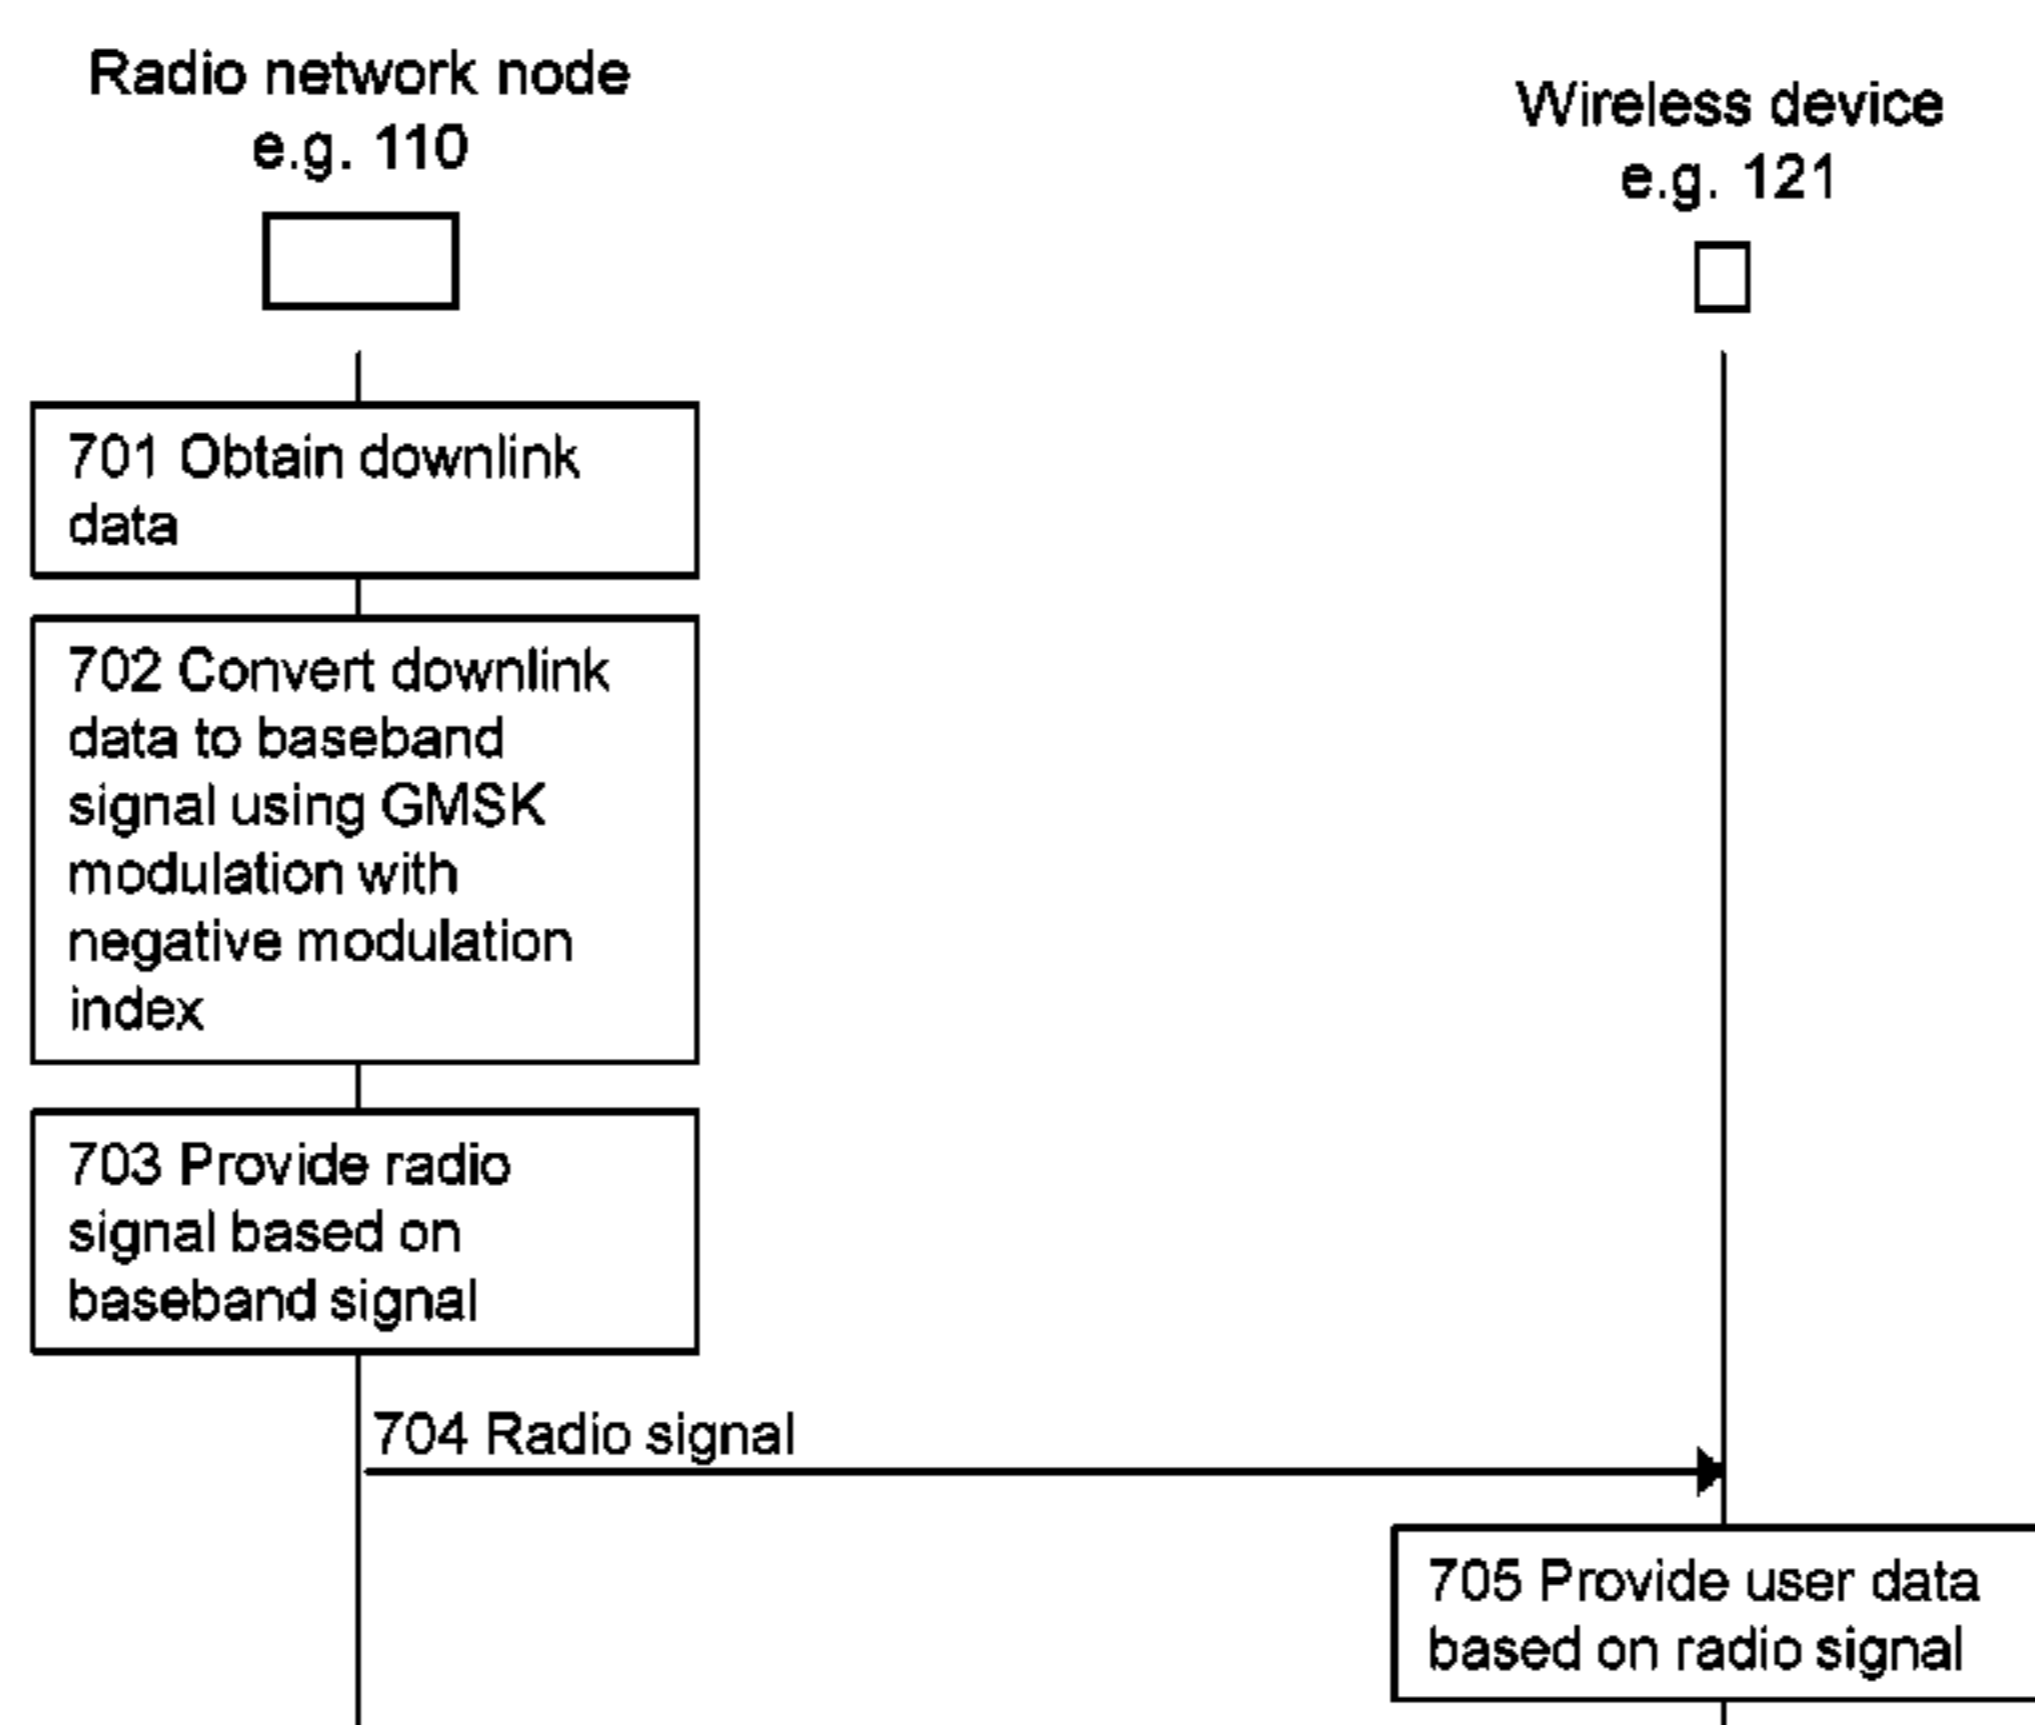 Radio network node
e.g. 110
Wireless device
e.g. 121
701 Obtain downlink
data
702 Convert downlink
data to baseband
signal using GMSK
modulation with
negative modulation
index
703 Provide radio
signal based on
baseband signal
704 Radio signal
705 Provide user data
based on radio signal